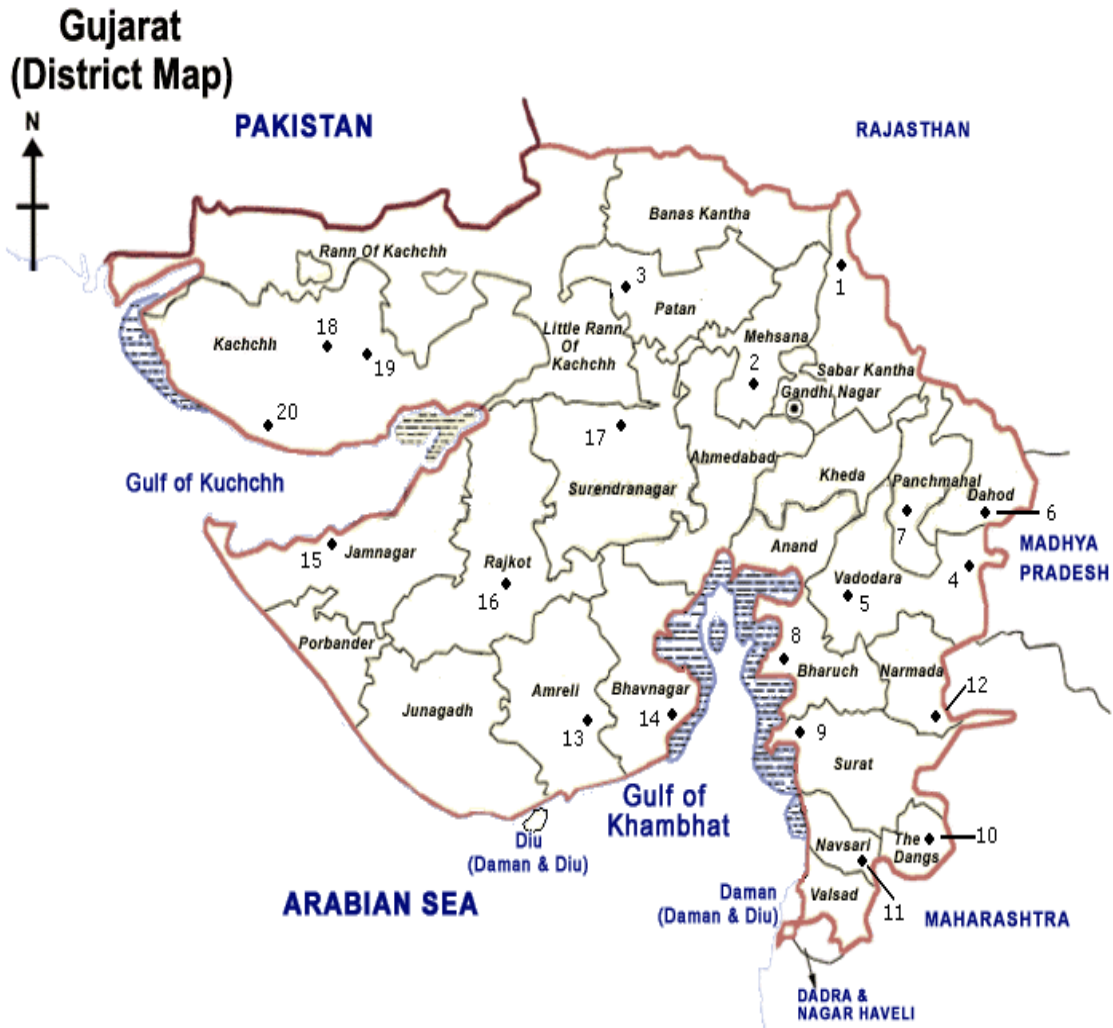 Gujarat
(District Map)
N
PAKISTAN
RAJASTHAN
Banas Kantha
Rann Of Kachchh
1
3
Patan
18
Kachchh
19
Little Rann
Of
Kachchh
Mehsana
2
Sabar Kantha
Gandhi Nagar
20
17
Ahmedabad
Gulf of Kuchchh
Surendranagar
Kheda
Panchmahal
Dahod
6
7
15
Jamnagar
Rajkot
16
Anand
Vadodara
5
4
MADHYA
PRADESH
Porbander
8
Bharuch
Narmada
12
Junagadh
Amreli
13
Bhavnagar
14
9
Surat
Gulf of
Khambhat
Diu
(Daman & Diu)
Navsari
The
Dangs
10
Valsad
11
ARABIAN SEA
Daman
(Daman & Diu)
MAHARASHTRA
DADRA &
NAGAR HAVELI